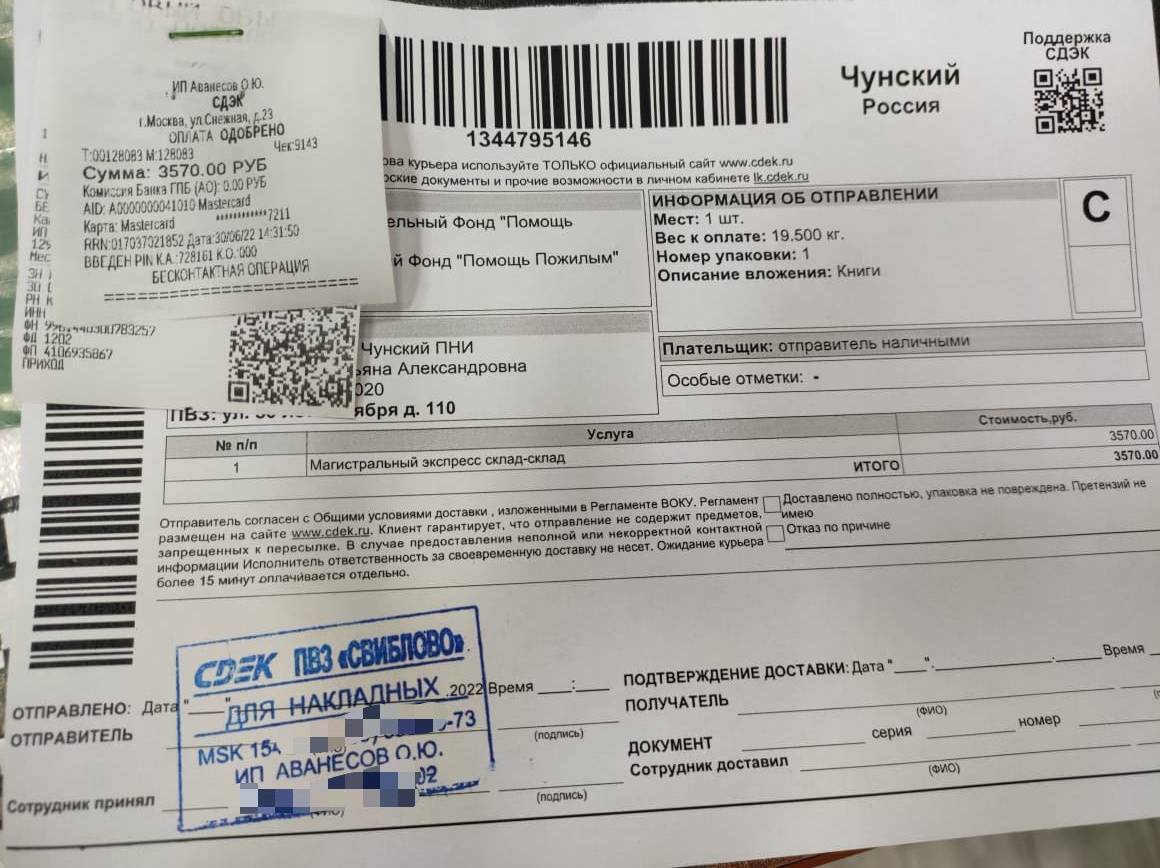 ИП Аванесов О.Ю.
СДЭК
г.Москва, ул.Снежная, д.23
ОПЛАТА ОДОБРЕНО
Т:00128083 М:128083 Чек:9143
Сумма: 3570.00 РУБ
Комиссия Банка ГПБ (АО): 0.00 РУБ
AID: A0000000041010 Mastercard
Карта: Mastercard ************7211
RRN:017037021852 Дата:30/06/22 14:31:50
ВВЕДЕН PIN К.А.:728161 К.О.:000
БЕСКОНТАКТНАЯ ОПЕРАЦИЯ
ИНН
ФД 1202
ФП 4106935867
ПРИХОД
1344795146
Чунский
Россия
Поддержка
СДЭК
курьера используйте ТОЛЬКО официальный сайт www.cdek.ru
документы и прочие возможности в личном кабинете lk.cdek.ru
Фонд "Помощь
Фонд "Помощь Пожилым"
ИНФОРМАЦИЯ ОБ ОТПРАВЛЕНИИ
Мест: 1 шт.
Вес к оплате: 19.500 кг.
Номер упаковки: 1
Описание вложения: Книги
С
Чунский ПНИ
Александровна
Плательщик: отправитель наличными
Особые отметки: -
ПВЗ: ул. д. 110
№ п/п Услуга Стоимость,руб.
1 Магистральный экспресс склад-склад 3570.00
ИТОГО 3570.00
Отправитель согласен с Общими условиями доставки , изложенными в Регламенте ВОКУ. Регламент
размещен на сайте www.cdek.ru. Клиент гарантирует, что отправление не содержит предметов,
запрещенных к пересылке. В случае предоставления неполной или некорректной контактной
информации Исполнитель ответственность за своевременную доставку не несет. Ожидание курьера
более 15 минут оплачивается отдельно.
Доставлено полностью, упаковка не повреждена. Претензий не
имею
Отказ по причине
CDEK ПВЗ «СВИБЛОВО»
ДЛЯ НАКЛАДНЫХ
MSK 154 -73
ИП АВАНЕСОВ О.Ю.
ОТПРАВЛЕНО: Дата "___" .2022 Время ___:___
ОТПРАВИТЕЛЬ
(подпись)
Сотрудник принял
(подпись)
ПОДТВЕРЖДЕНИЕ ДОСТАВКИ: Дата "___" Время
ПОЛУЧАТЕЛЬ
(ФИО)
ДОКУМЕНТ серия номер
Сотрудник доставил
(ФИО)